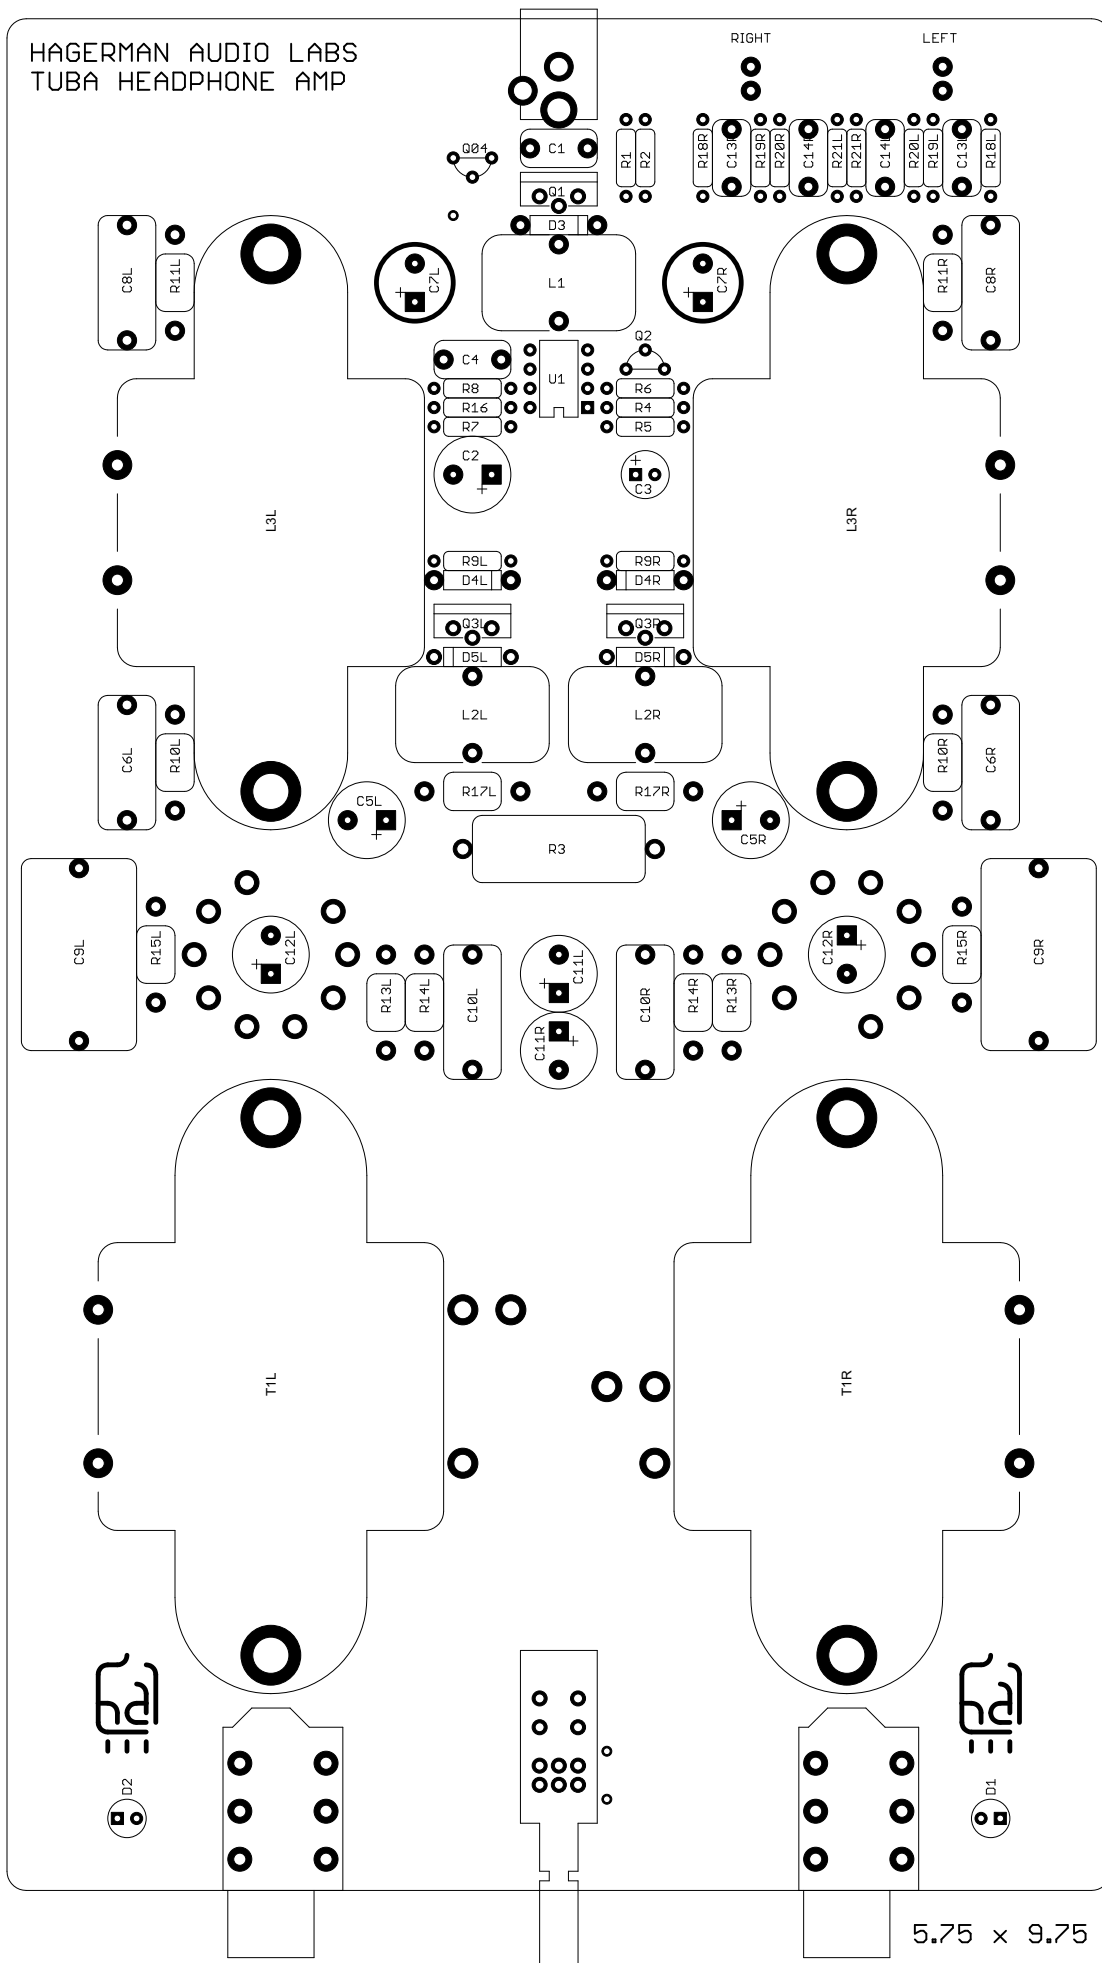 HAGERMAN AUDIO LABS
TUBA HEADPHONE AMP
RIGHT
LEFT
Q04
C1
R1
R2
R18R
C13R
R19R
R20R
C14R
R21L
R21R
C14L
R20L
R19L
C13L
R18L
Q1
D3
C8L
R11L
C7L
L1
C7R
R11R
C8R
Q2
C4
U1
R8
R6
R16
R4
R7
R5
C2
C3
L3L
L3R
R9L
R9R
D4L
D4R
Q3L
Q3R
D5L
D5R
L2L
L2R
C6L
R10L
R10R
C6R
R17L
R17R
C5L
C5R
R3
C9L
R15L
C12L
C11L
C12R
R15R
C9R
R13L
R14L
C10L
C11R
C10R
R14R
R13R
T1L
T1R
D2
D1
5.75 x 9.75